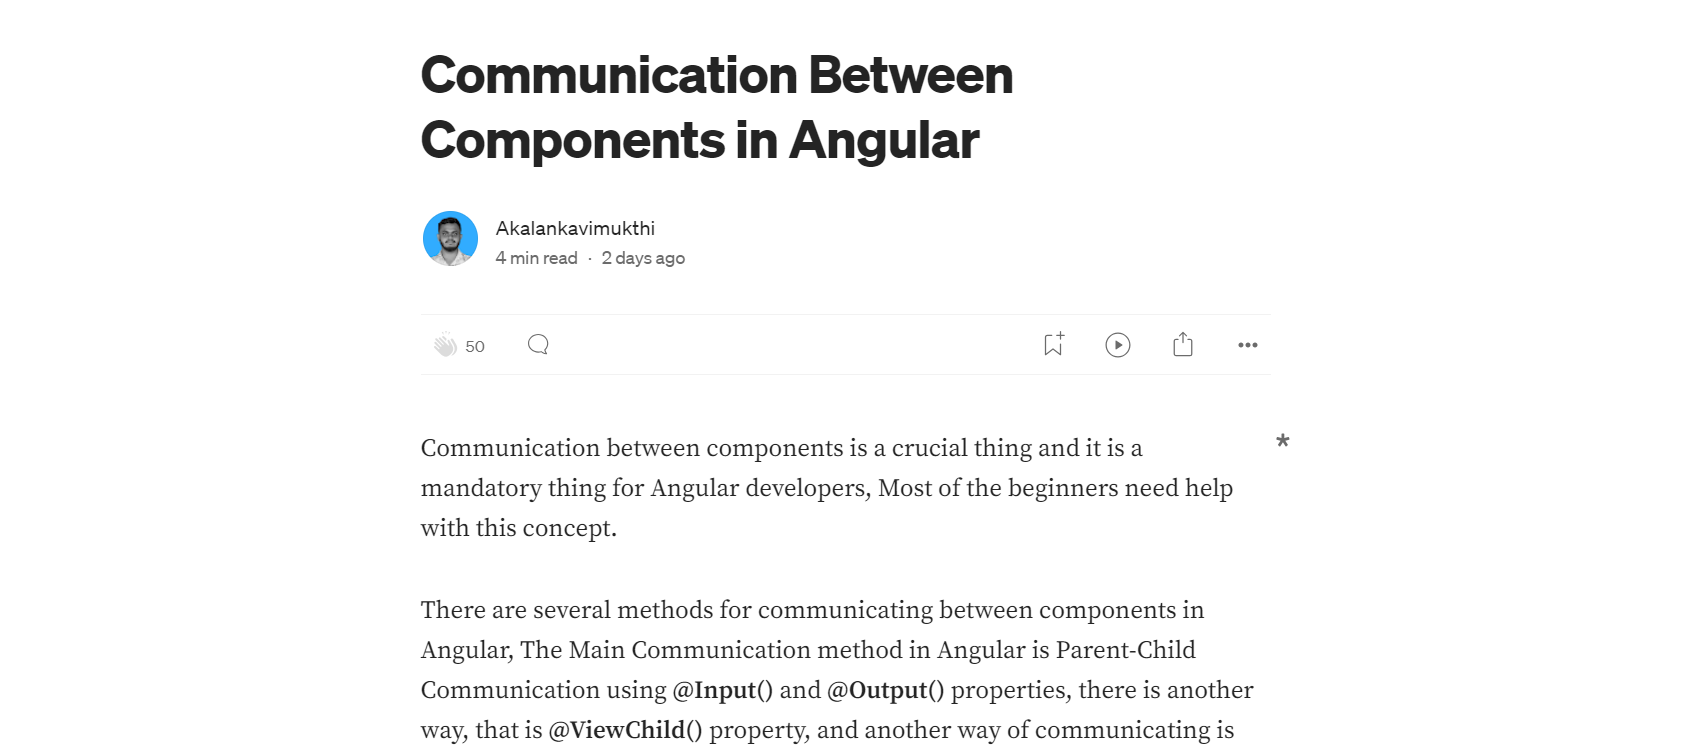 Communication Between
Components in Angular
Akalankavimukthi
4 min read · 2 days ago
50
Communication between components is a crucial thing and it is a
*
mandatory thing for Angular developers, Most of the beginners need help
with this concept.
There are several methods for communicating between components in
Angular, The Main Communication method in Angular is Parent-Child
Communication using @Input() and @Output() properties, there is another
way, that is @ViewChild() property, and another way of communicating is